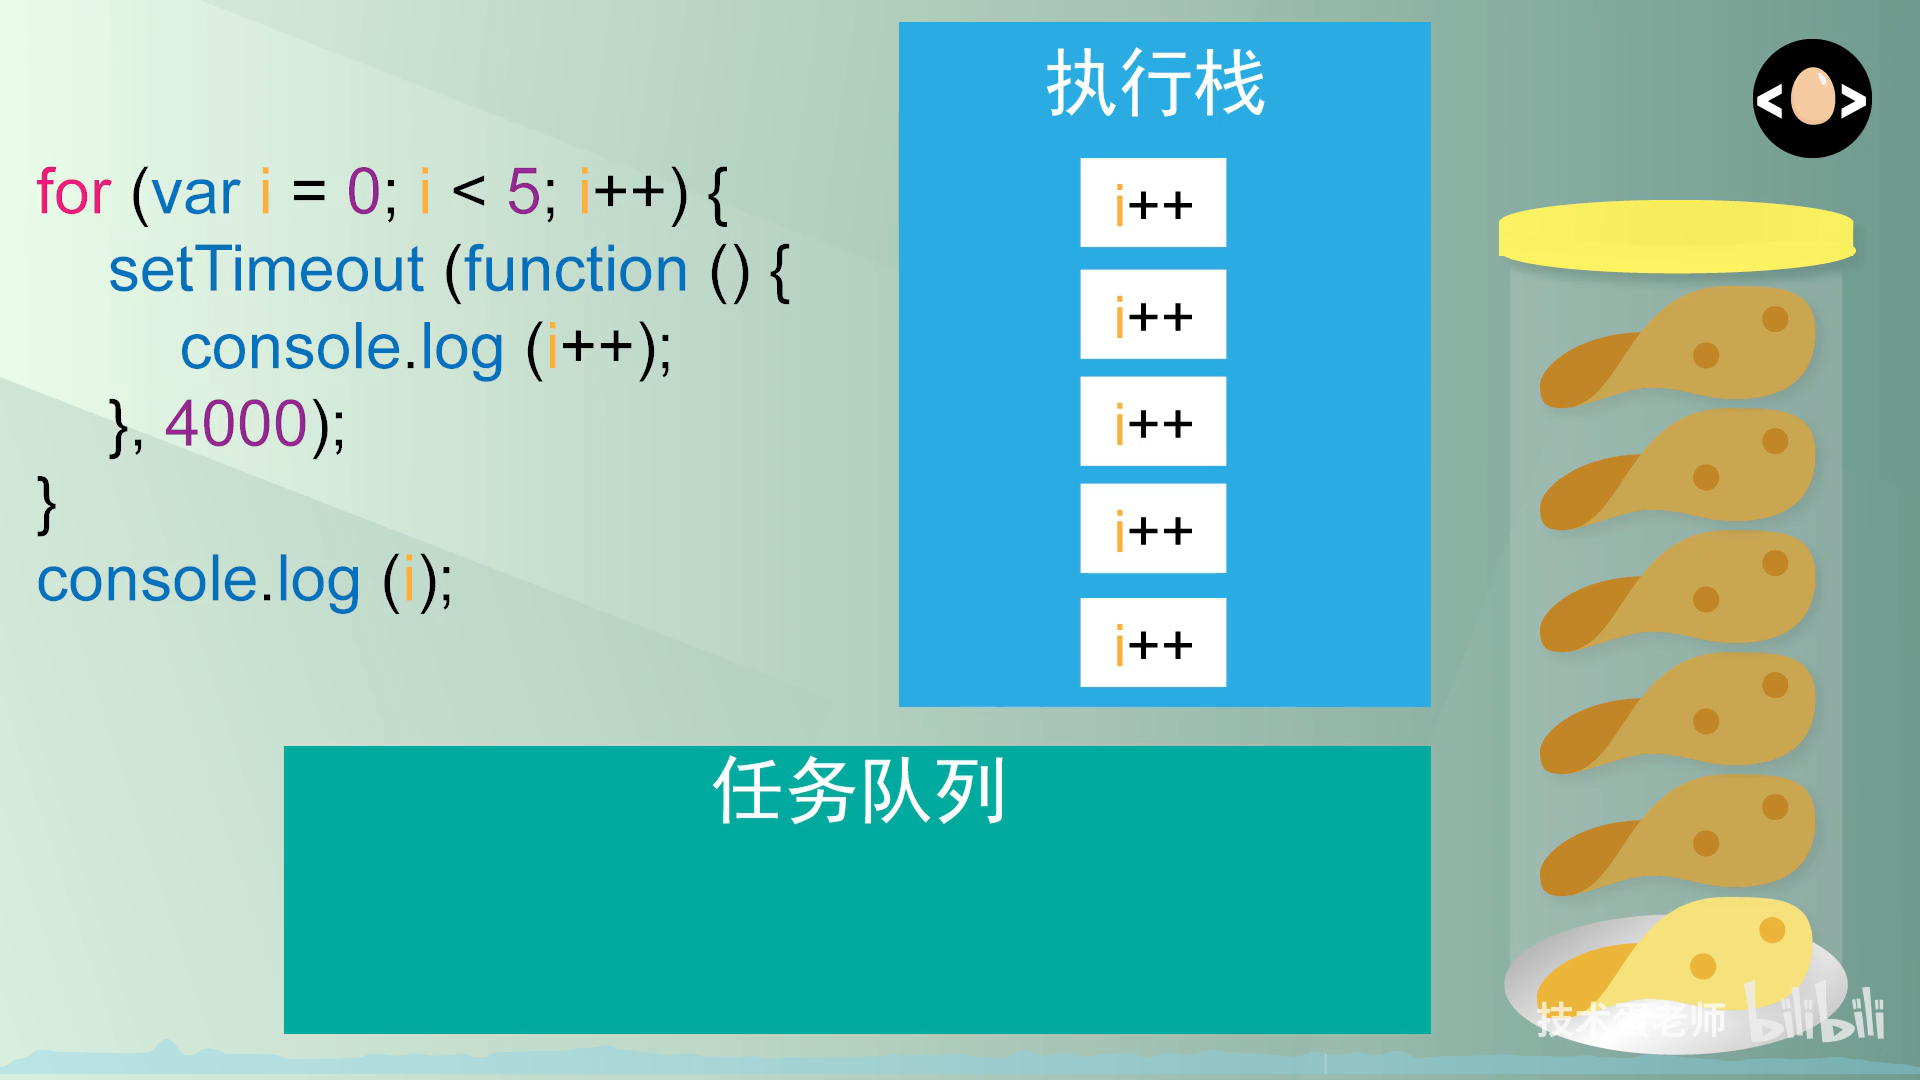 for (var i = 0; i < 5; i++) {
setTimeout (function () {
console.log (i++);
}, 4000);
}
console.log (i);
执行栈
i++
i++
i++
i++
i++
任务队列
< >
技术蛋老师 bilibili